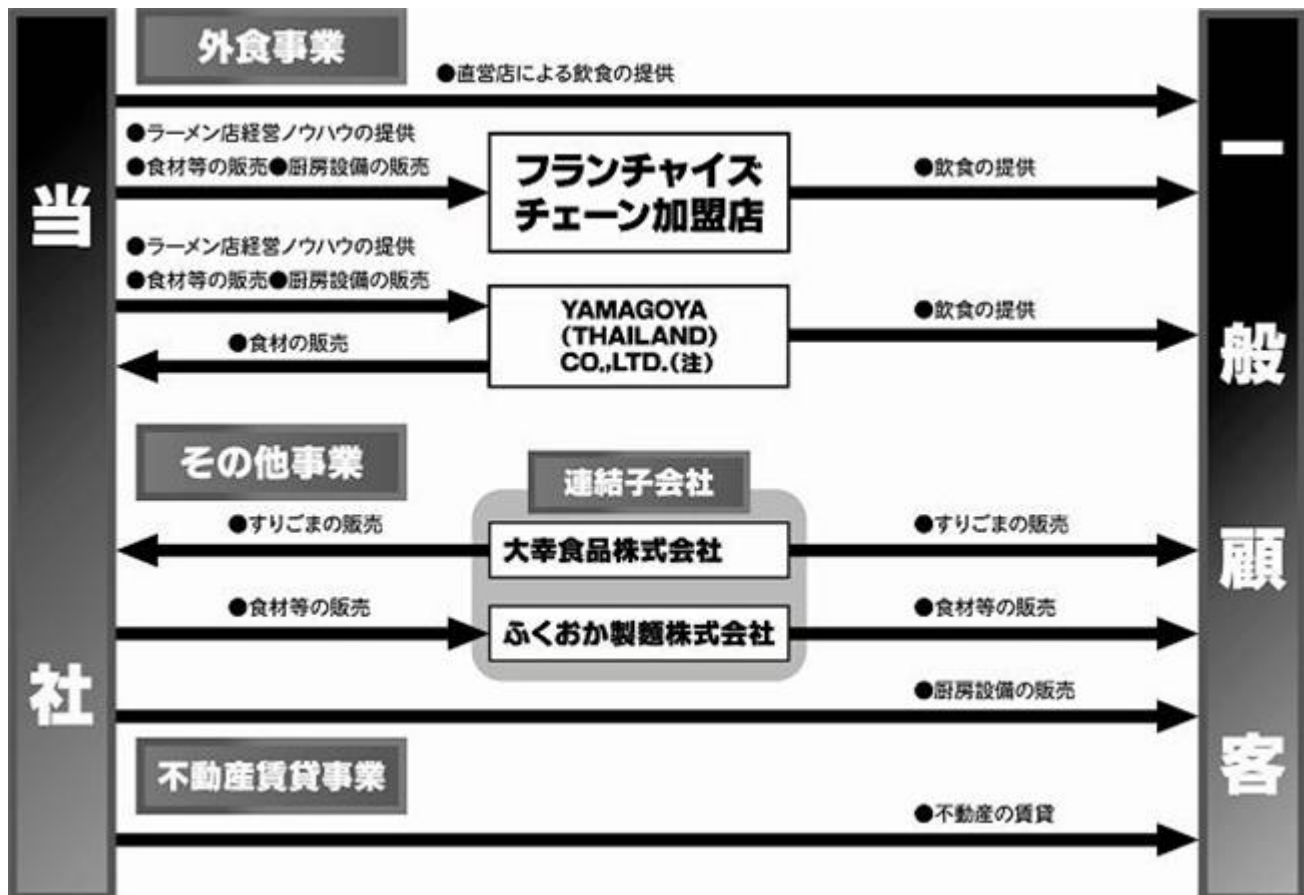 外食事業
●直営店による飲食の提供
●ラーメン店経営ノウハウの提供
●食材等の販売●厨房設備の販売
フランチャイズ
チェーン加盟店
●飲食の提供
●ラーメン店経営ノウハウの提供
●食材等の販売●厨房設備の販売
●食材の販売
YAMAGOYA
(THAILAND)
CO.,LTD.(注)
●飲食の提供
その他事業
連結子会社
●すりごまの販売
大幸食品株式会社
●すりごまの販売
●食材等の販売
ふくおか製麵株式会社
●食材等の販売
●厨房設備の販売
不動産賃貸事業
●不動産の賃貸
当社
一般顧客